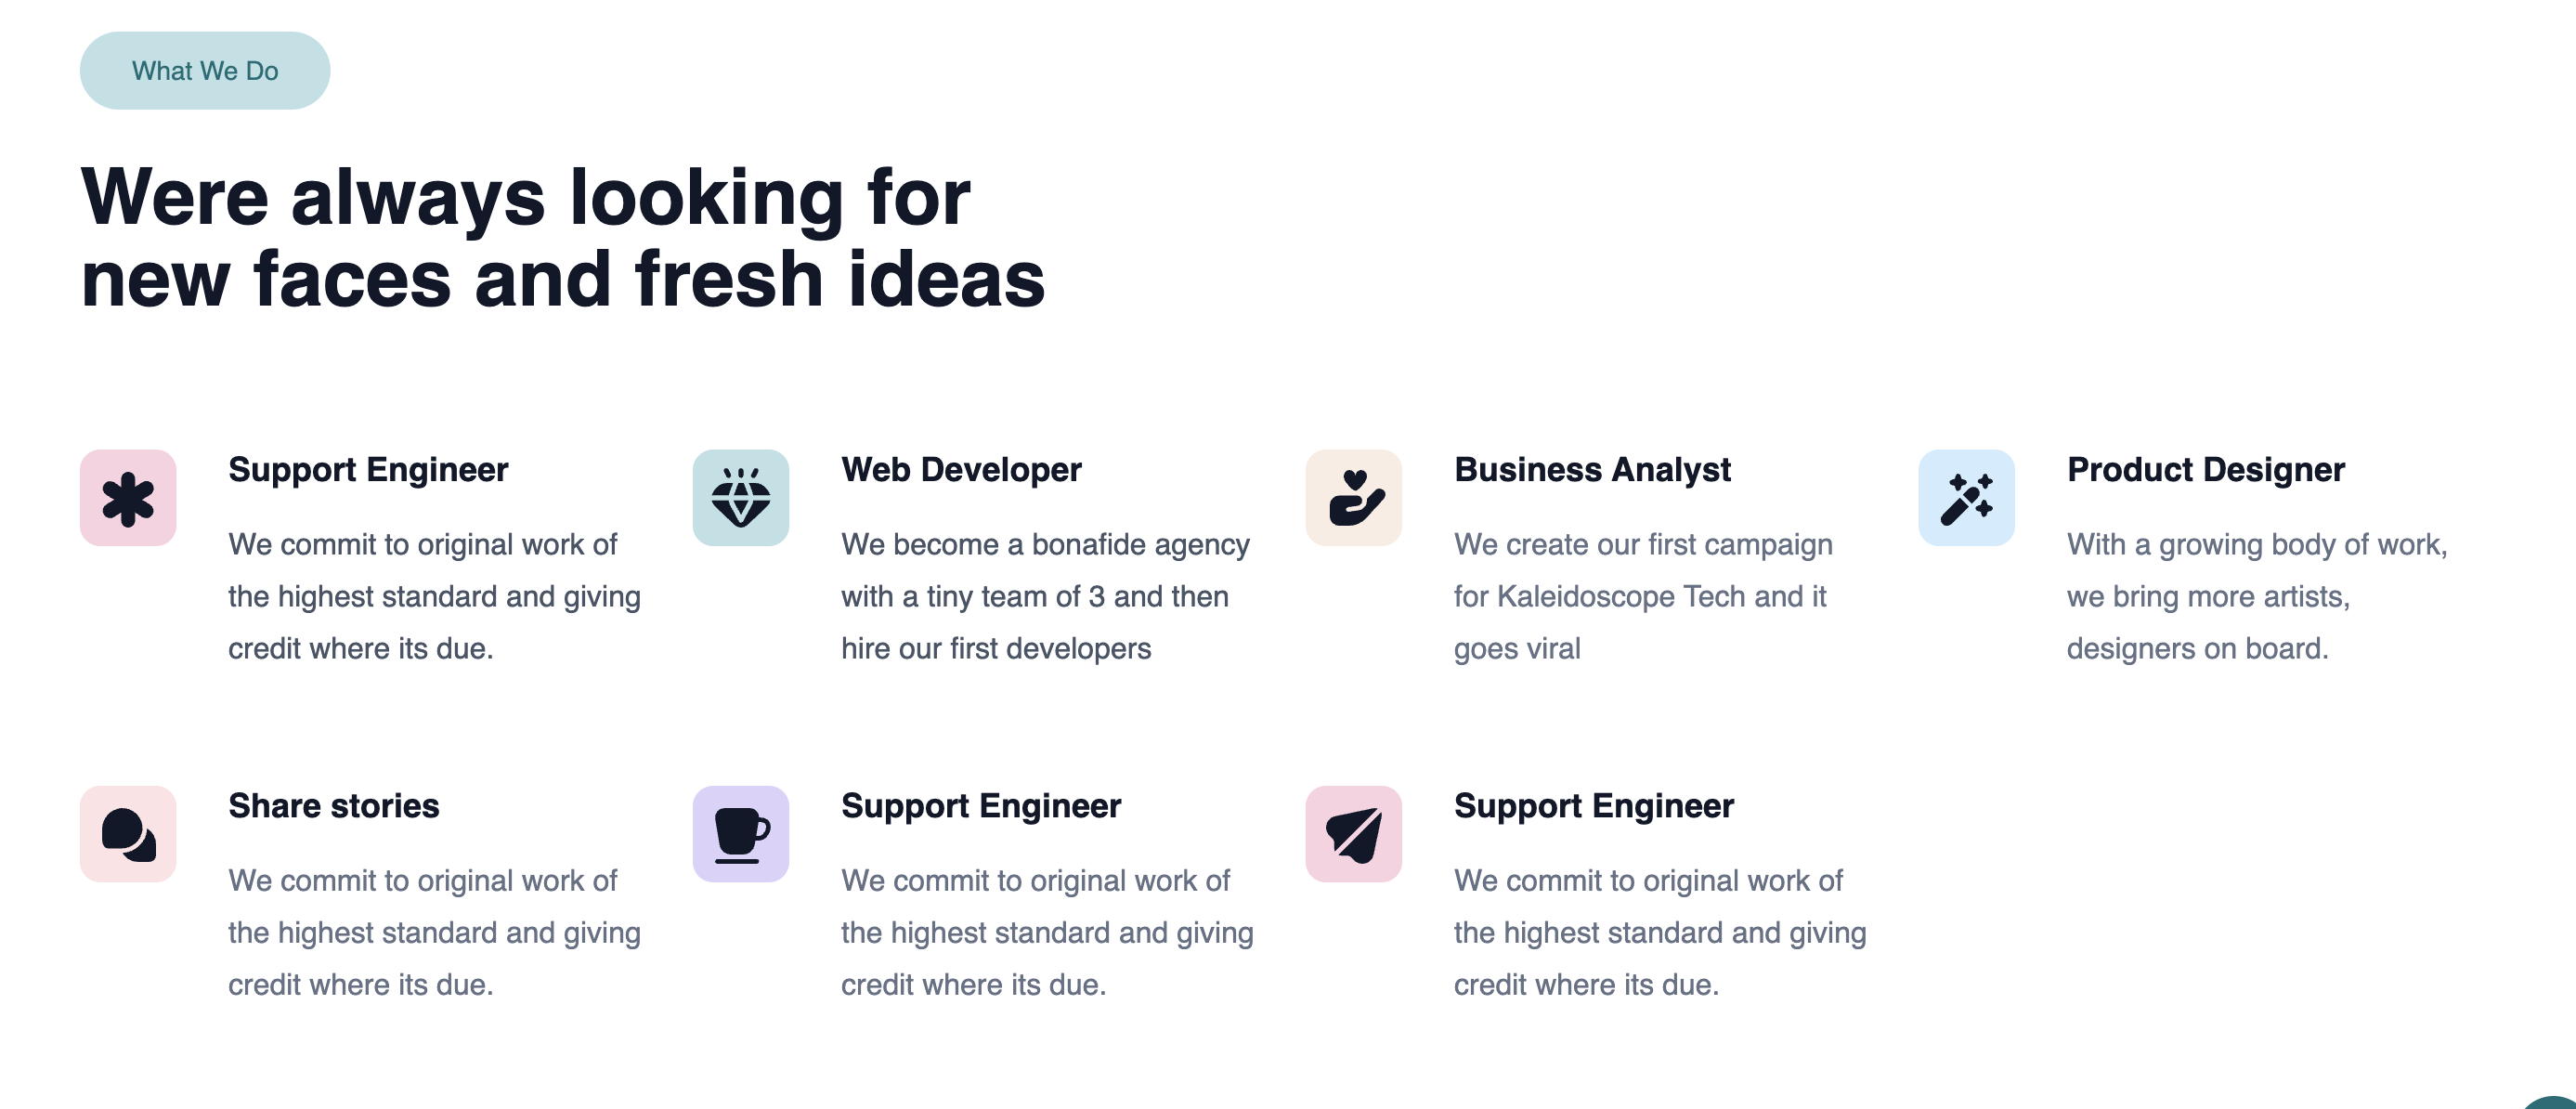 What We Do
Were always looking for
new faces and fresh ideas
Support Engineer
We commit to original work of
the highest standard and giving
credit where its due.
Web Developer
We become a bonafide agency
with a tiny team of 3 and then
hire our first developers
Business Analyst
We create our first campaign
for Kaleidoscope Tech and it
goes viral
Product Designer
With a growing body of work,
we bring more artists,
designers on board.
Share stories
We commit to original work of
the highest standard and giving
credit where its due.
Support Engineer
We commit to original work of
the highest standard and giving
credit where its due.
Support Engineer
We commit to original work of
the highest standard and giving
credit where its due.